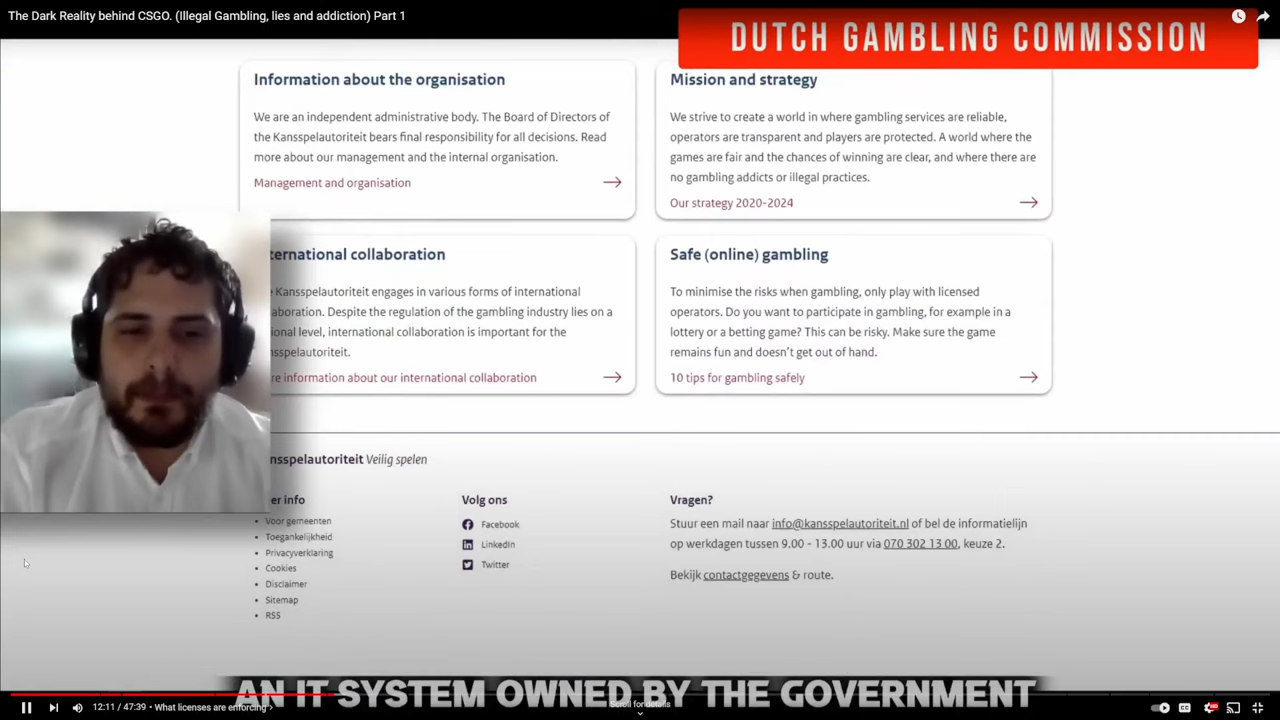 The Dark Reality behind CSGO. (Illegal Gambling, lies and addiction) Part 1
DUTCH GAMBLING COMMISSION
Information about the organisation
We are an independent administrative body. The Board of Directors of
the Kansspelautoriteit bears final responsibility for all decisions. Read
more about our management and the internal organisation.
Management and organisation
Mission and strategy
We strive to create a world in where gambling services are reliable,
operators are transparent and players are protected. A world where the
games are fair and the chances of winning are clear, and where there are
no gambling addicts or illegal practices.
Our strategy 2020-2024
ternational collaboration
Kansspelautoriteit engages in various forms of international
aboration. Despite the regulation of the gambling industry lies on a
onal level, international collaboration is important for the
nsspelautoriteit.
re information about our international collaboration
Safe (online) gambling
To minimise the risks when gambling, only play with licensed
operators. Do you want to participate in gambling, for example in a
lottery or a betting game? This can be risky. Make sure the game
remains fun and doesn't get out of hand.
10 tips for gambling safely
nsspelautoriteit Veilig spelen
er info
• Voor gemeenten
• Toegankelijkheid
• Privacyverklaring
• Cookies
• Disclaimer
• Sitemap
• RSS
Volg ons
Facebook
LinkedIn
Twitter
Vragen?
Stuur een mail naar info@kansspelautoriteit.nl of bel de informatielijn
op werkdagen tussen 9.00 - 13.00 uur via 070 302 13 00, keuze 2.
Bekijk contactgegevens & route.
AN IT SYSTEM OWNED BY THE GOVERNMENT
12:11 / 47:39 • What licenses are enforcing ›
Scroll for details
CC
HD